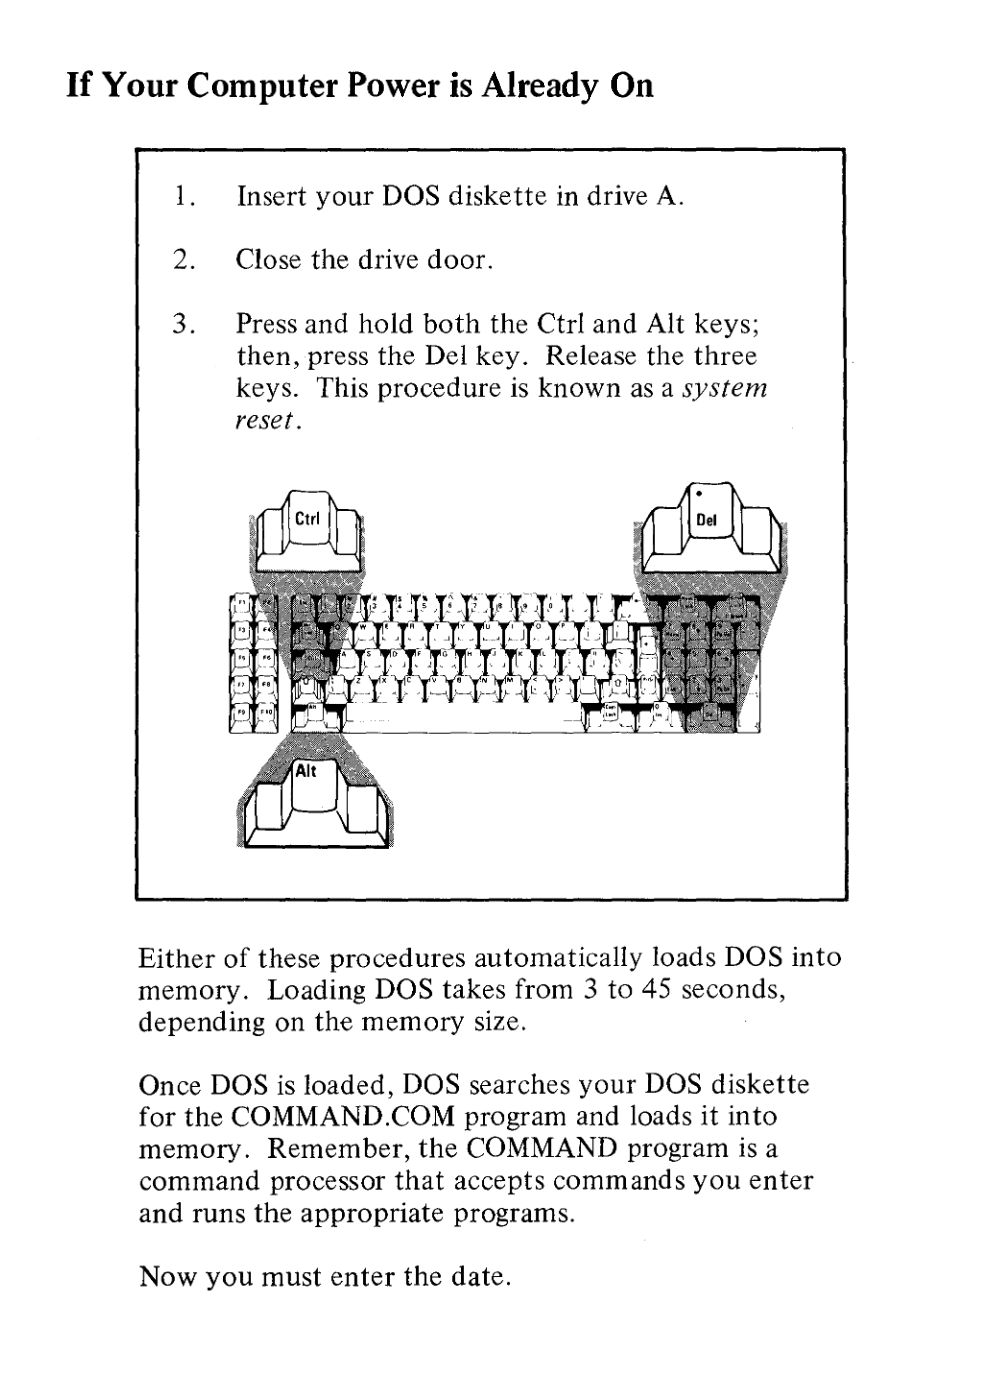 If Your Computer Power is Already On
1. Insert your DOS diskette in drive A.
2. Close the drive door.
3. Press and hold both the Ctrl and Alt keys;
then, press the Del key. Release the three
keys. This procedure is known as a system
reset.
Ctrl
Del
Alt
Either of these procedures automatically loads DOS into
memory. Loading DOS takes from 3 to 45 seconds,
depending on the memory size.
Once DOS is loaded, DOS searches your DOS diskette
for the COMMAND.COM program and loads it into
memory. Remember, the COMMAND program is a
command processor that accepts commands you enter
and runs the appropriate programs.
Now you must enter the date.